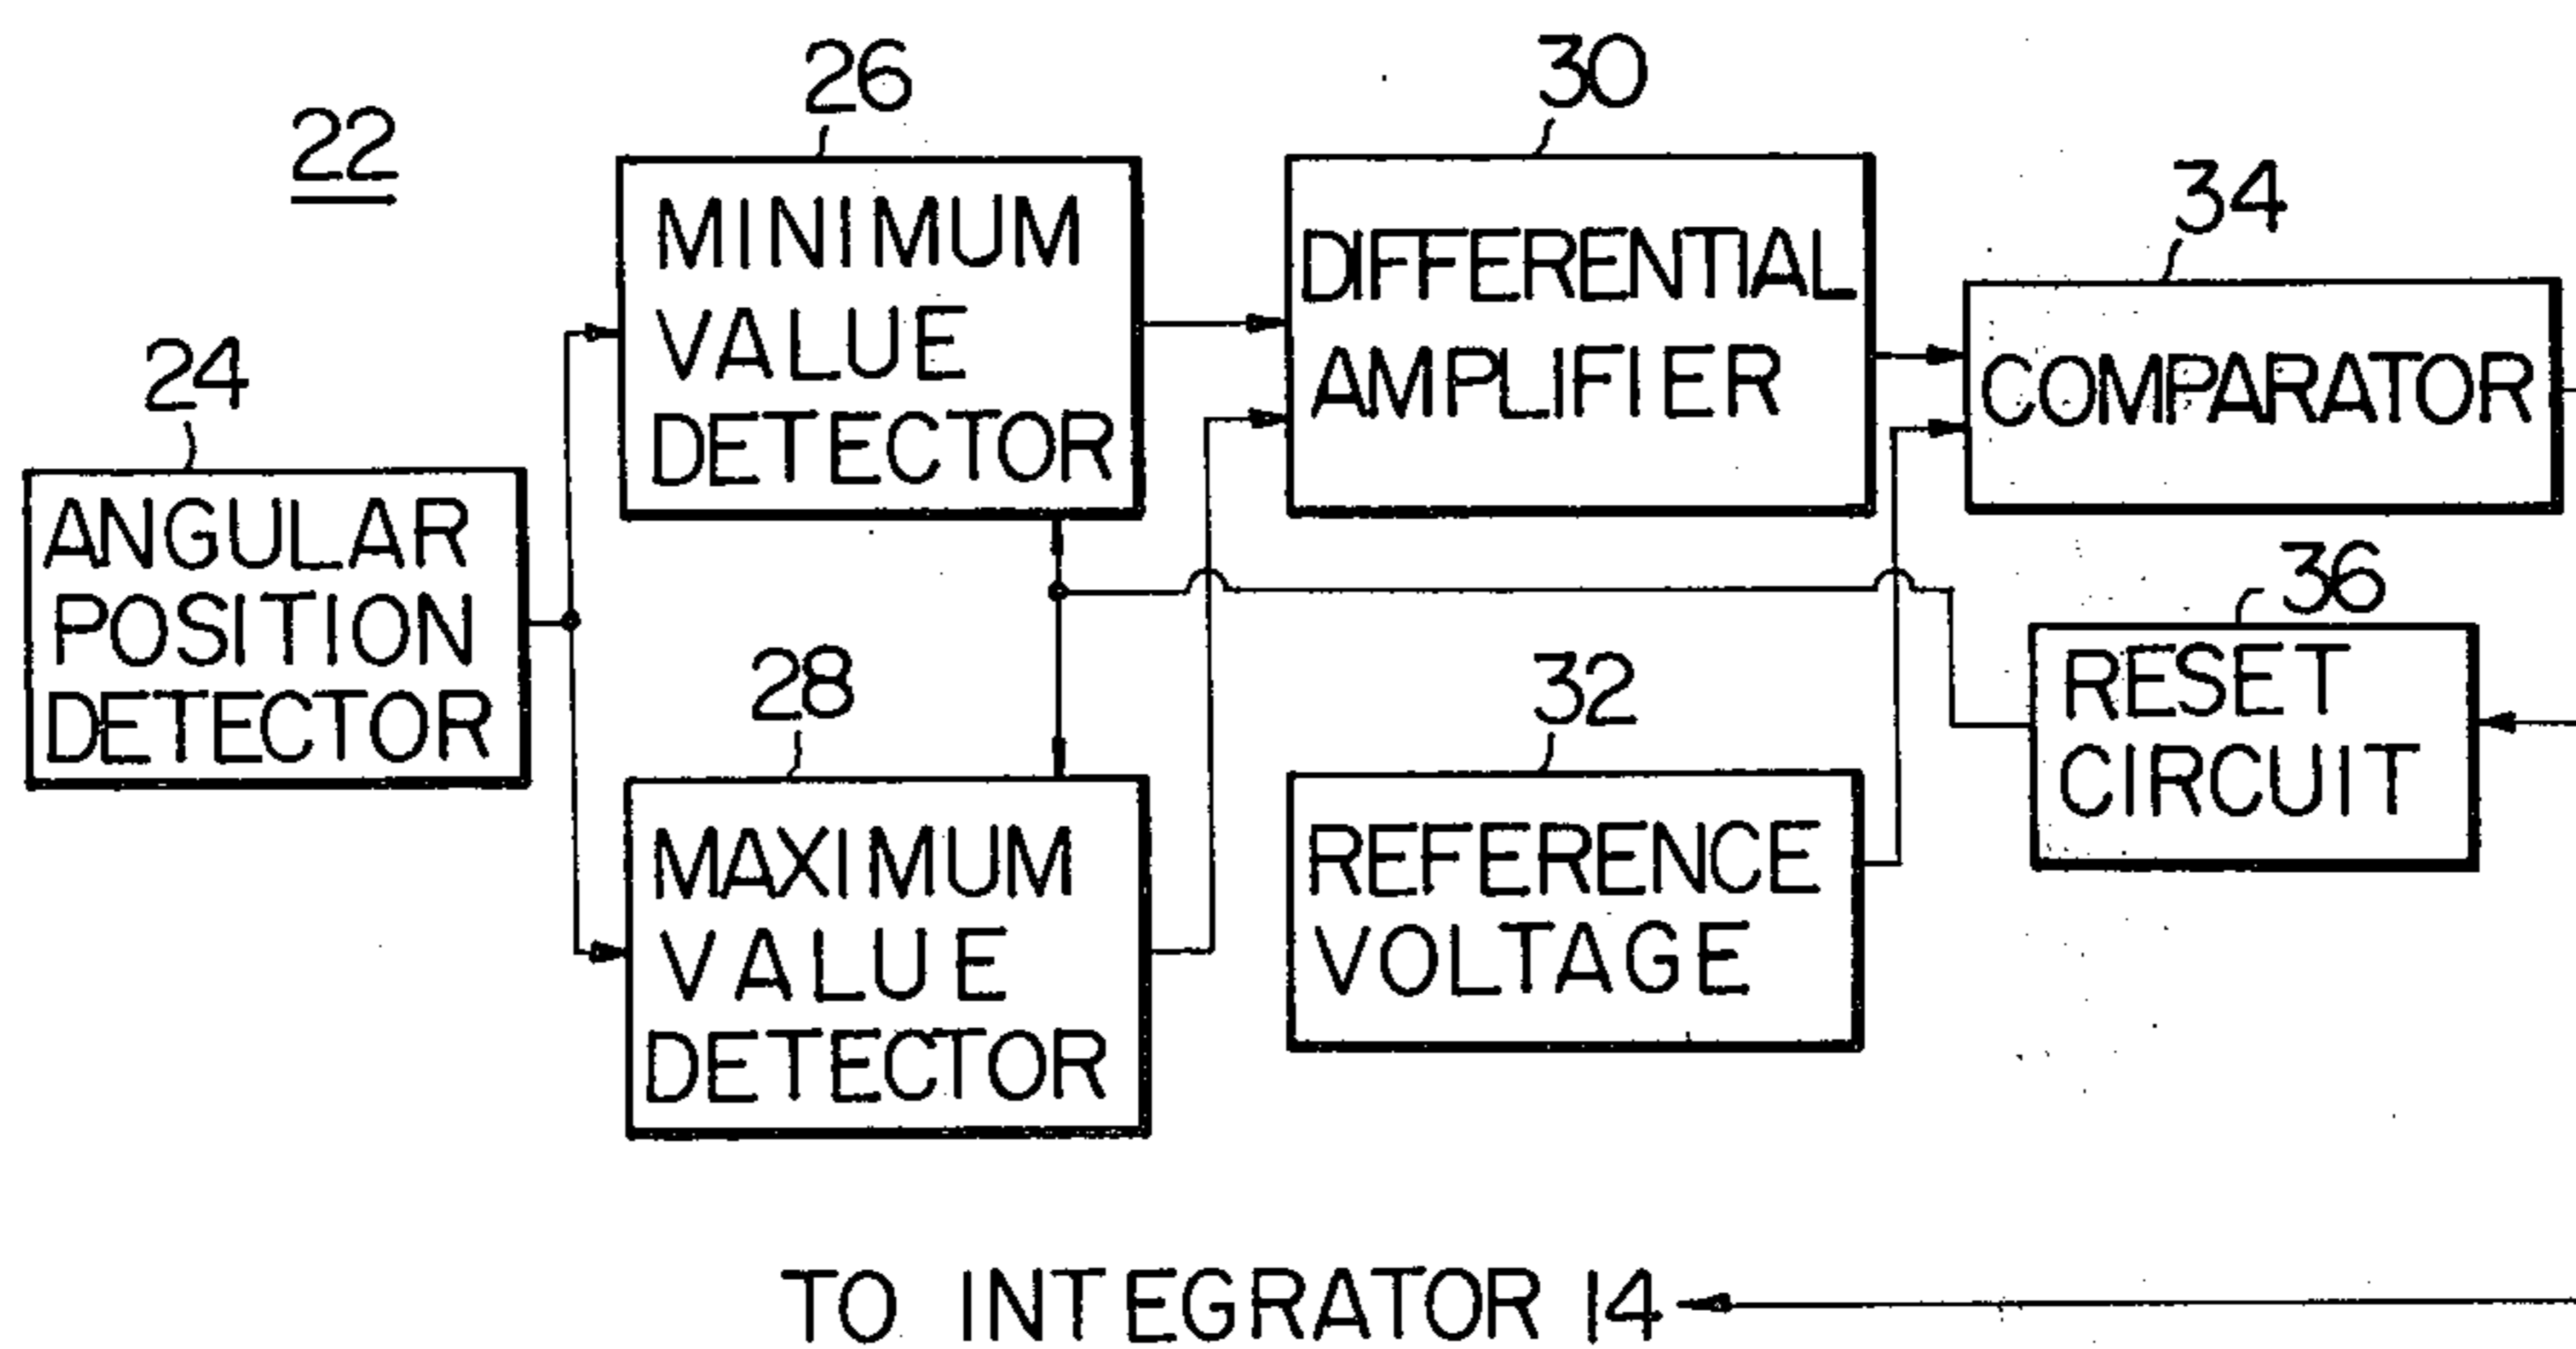 22
24
ANGULAR
POSITION
DETECTOR
26
MINIMUM
VALUE
DETECTOR
28
MAXIMUM
VALUE
DETECTOR
30
DIFFERENTIAL
AMPLIFIER
32
REFERENCE
VOLTAGE
34
COMPARATOR
36
RESET
CIRCUIT
TO INTEGRATOR 14